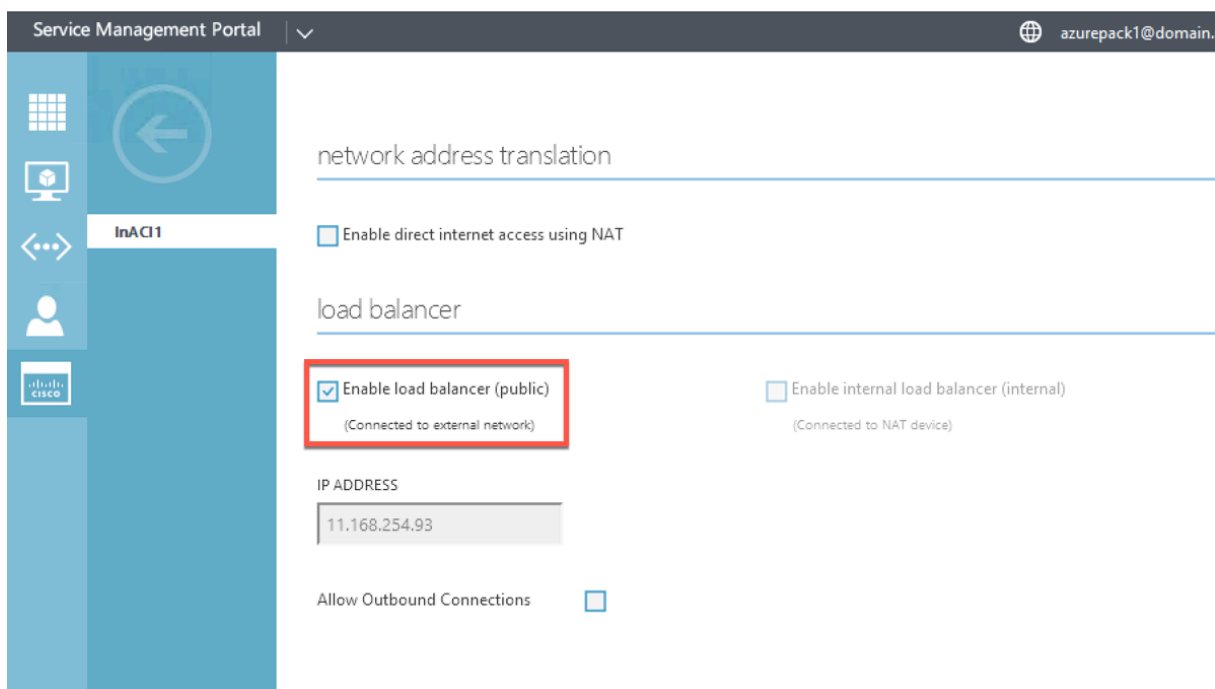 Service Management Portal
azurepack1@domain.
network address translation
InACI1
Enable direct internet access using NAT
load balancer
Enable load balancer (public)
Enable internal load balancer (internal)
(Connected to external network)
(Connected to NAT device)
cisco
IP ADDRESS
11.168.254.93
Allow Outbound Connections